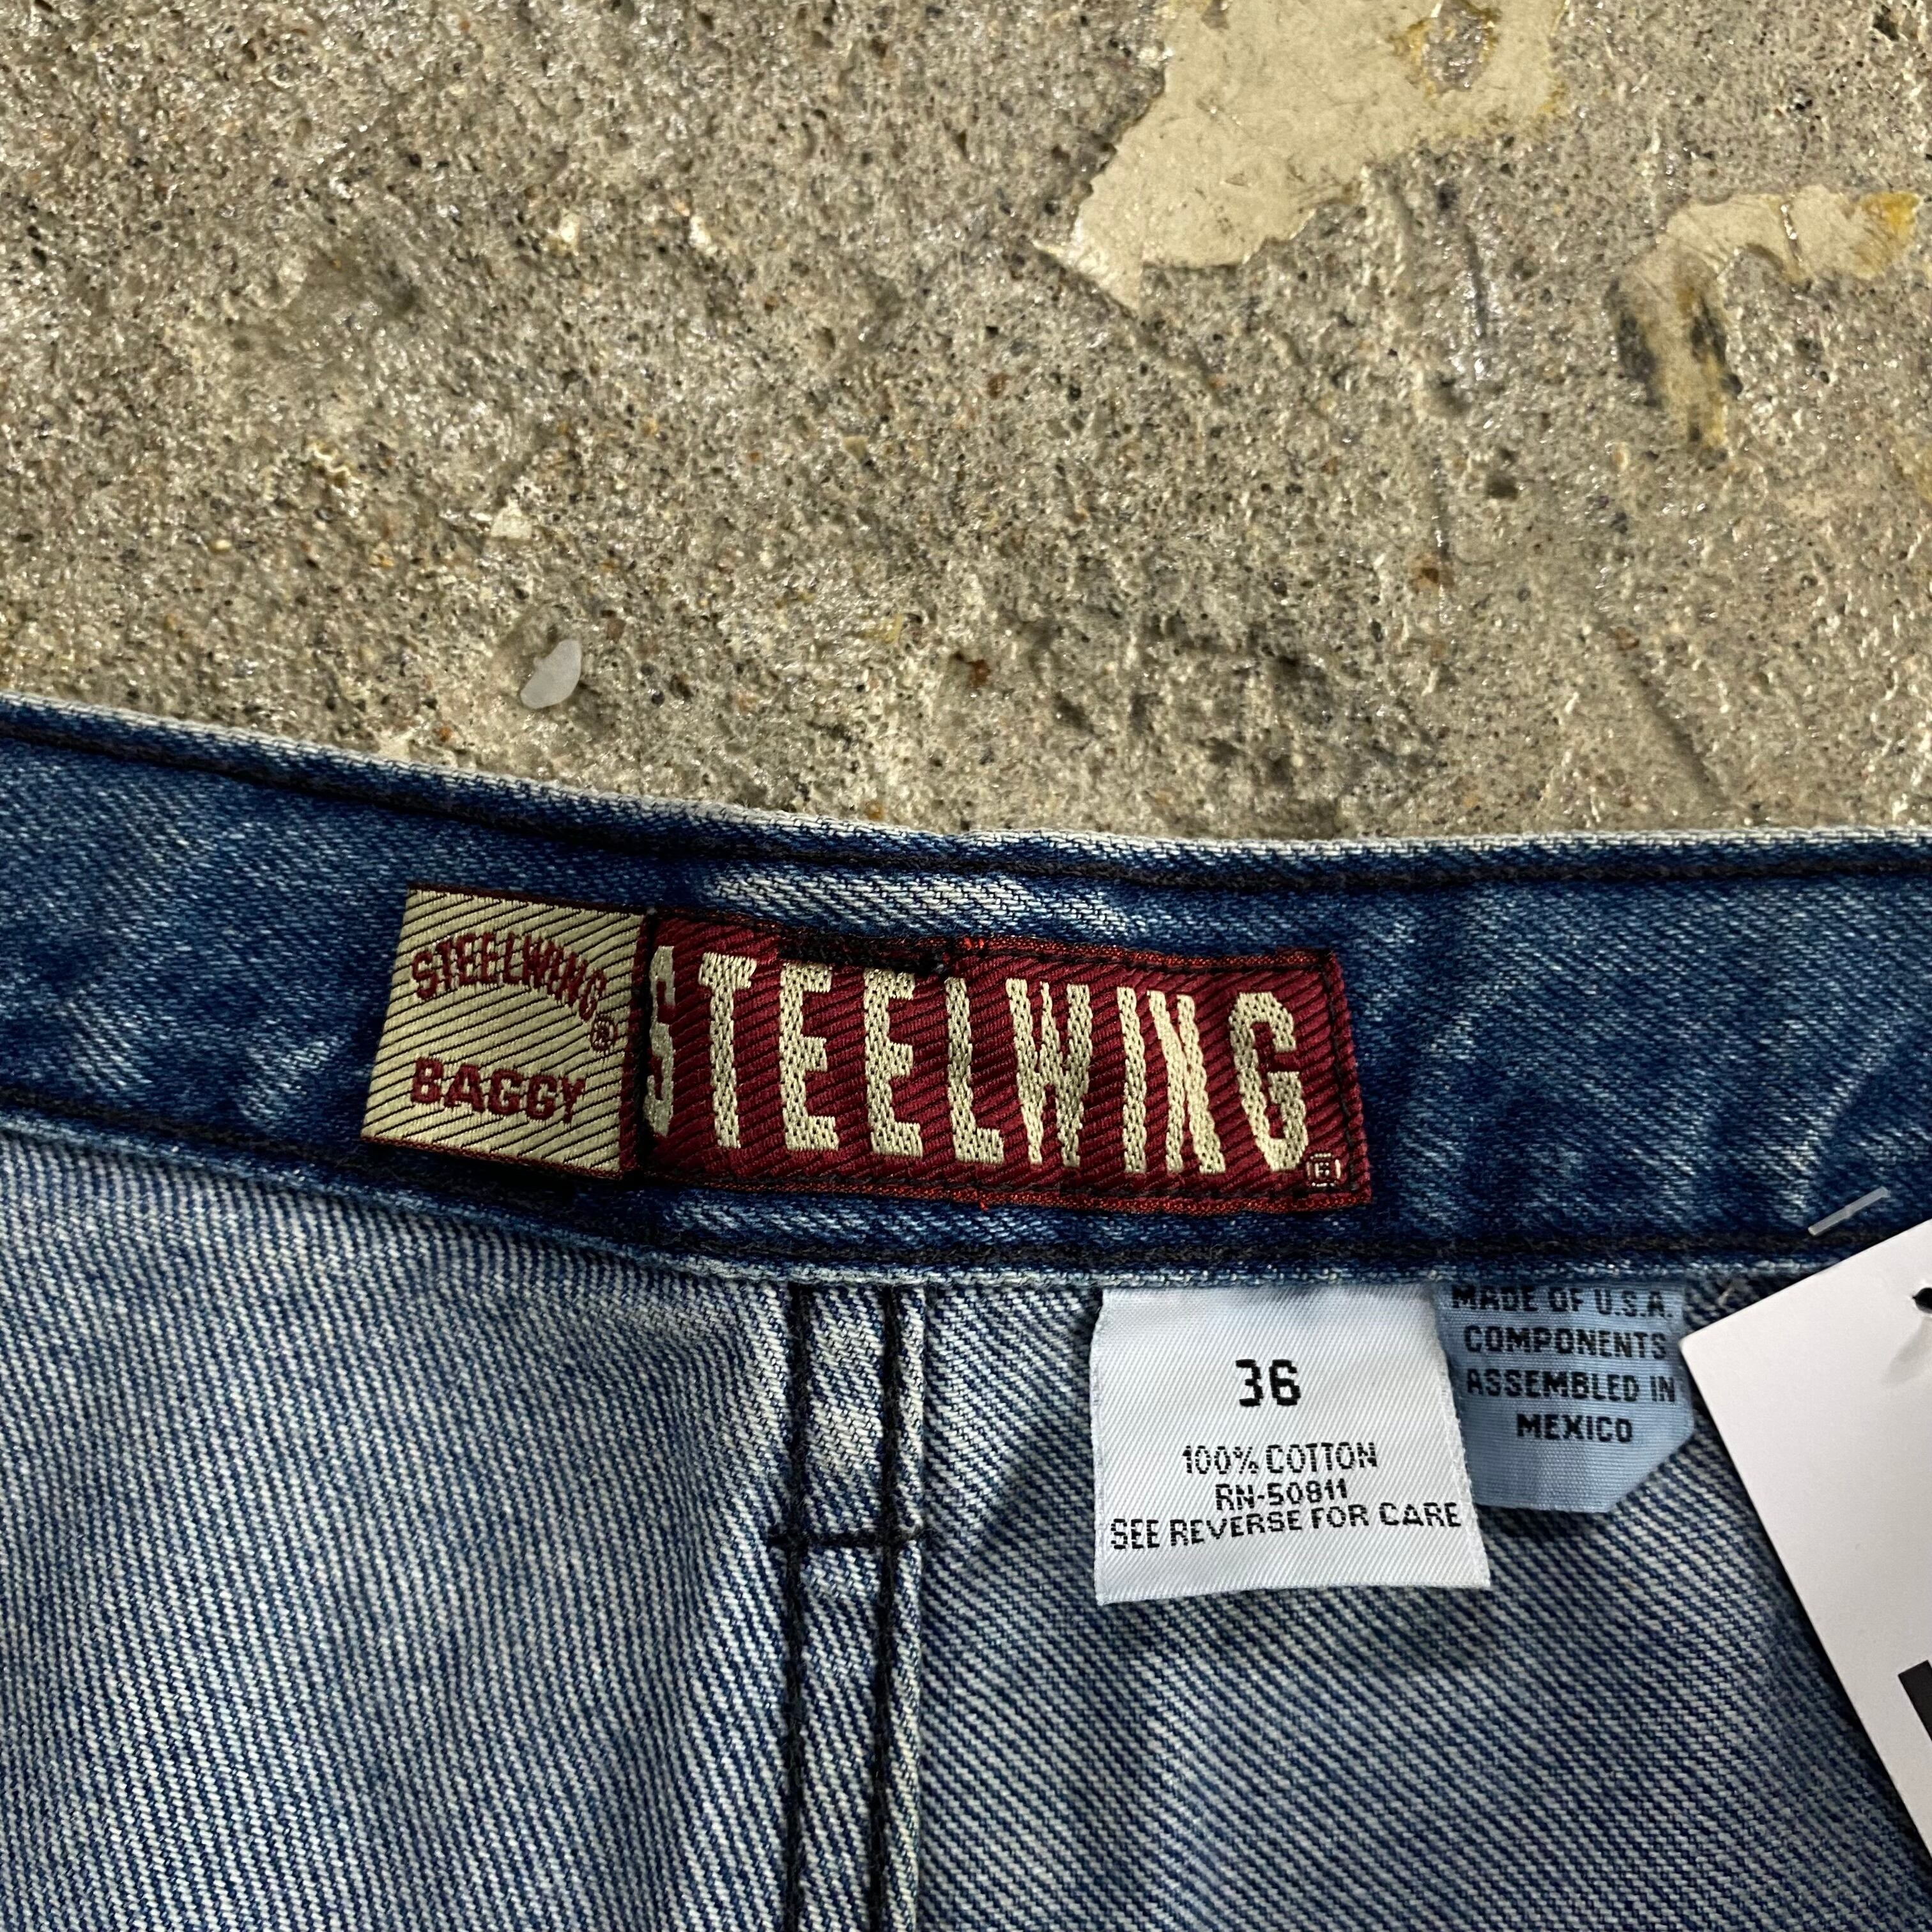 STEELWING®
BAGGY
STEELWING®
36
100% COTTON
RN-50811
SEE REVERSE FOR CARE
MADE OF U.S.A.
COMPONENTS
ASSEMBLED IN
MEXICO